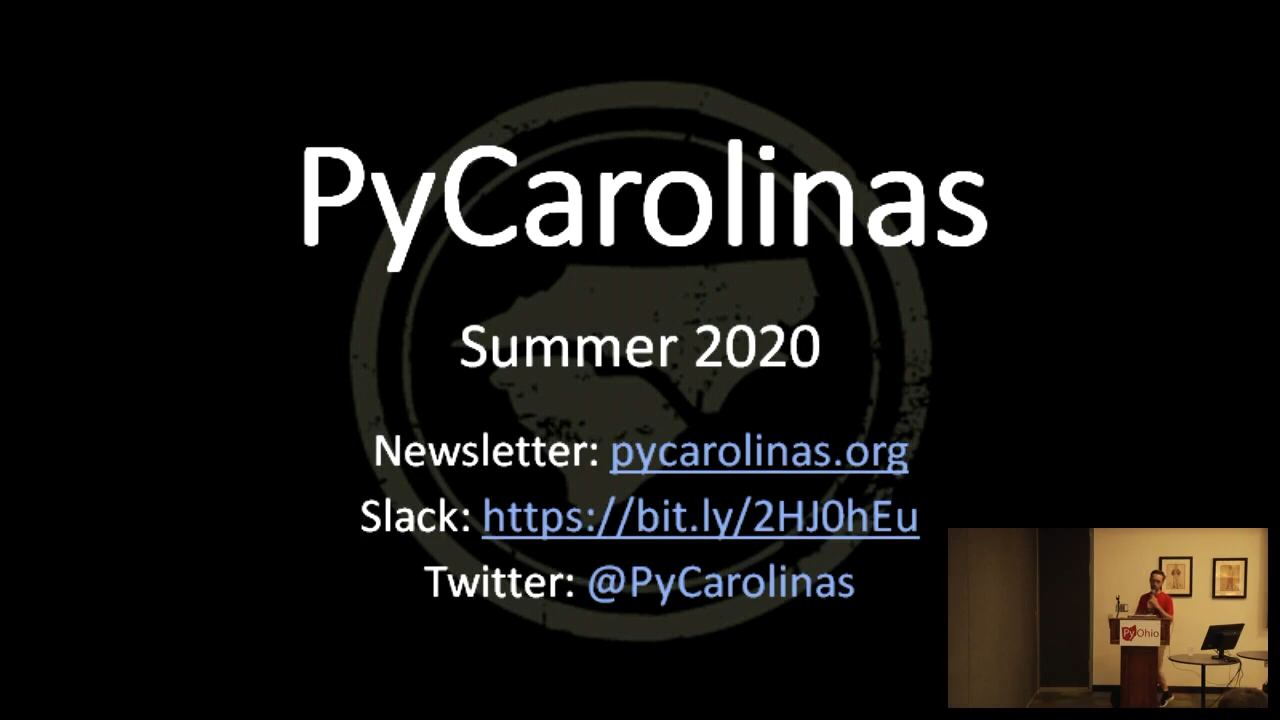 PyCarolinas
Summer 2020
Newsletter: pycarolinas.org
Slack: https://bit.ly/2HJ0hEu
Twitter: @PyCarolinas
PyOhio